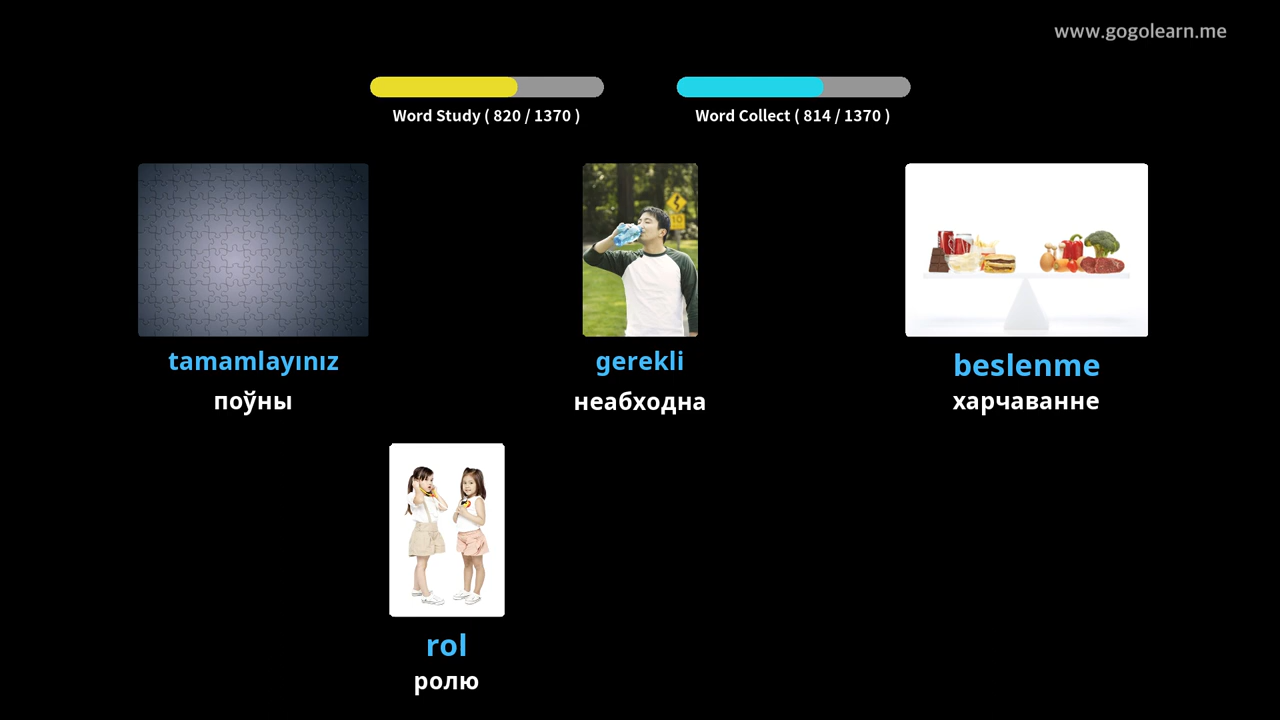 www.gogolearn.me
Word Study ( 820 / 1370 )
Word Collect ( 814 / 1370 )
tamamlayınız
поўны
gerekli
неабходна
beslenme
харчаванне
rol
ролю